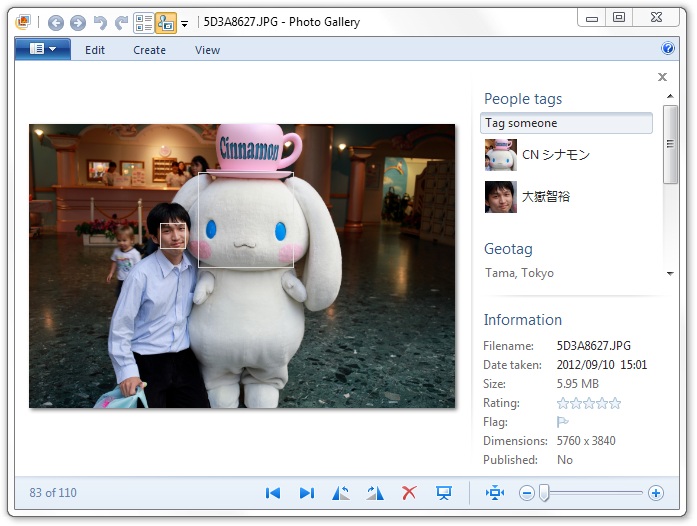 5D3A8627.JPG - Photo Gallery
Edit Create View
People tags
Tag someone
CN シナモン
大嶽智裕
Cinnamon
Geotag
Tama, Tokyo
Information
Filename: 5D3A8627.JPG
Date taken: 2012/09/10 15:01
Size: 5.95 MB
Rating:
Flag:
Dimensions: 5760 x 3840
Published: No
83 of 110